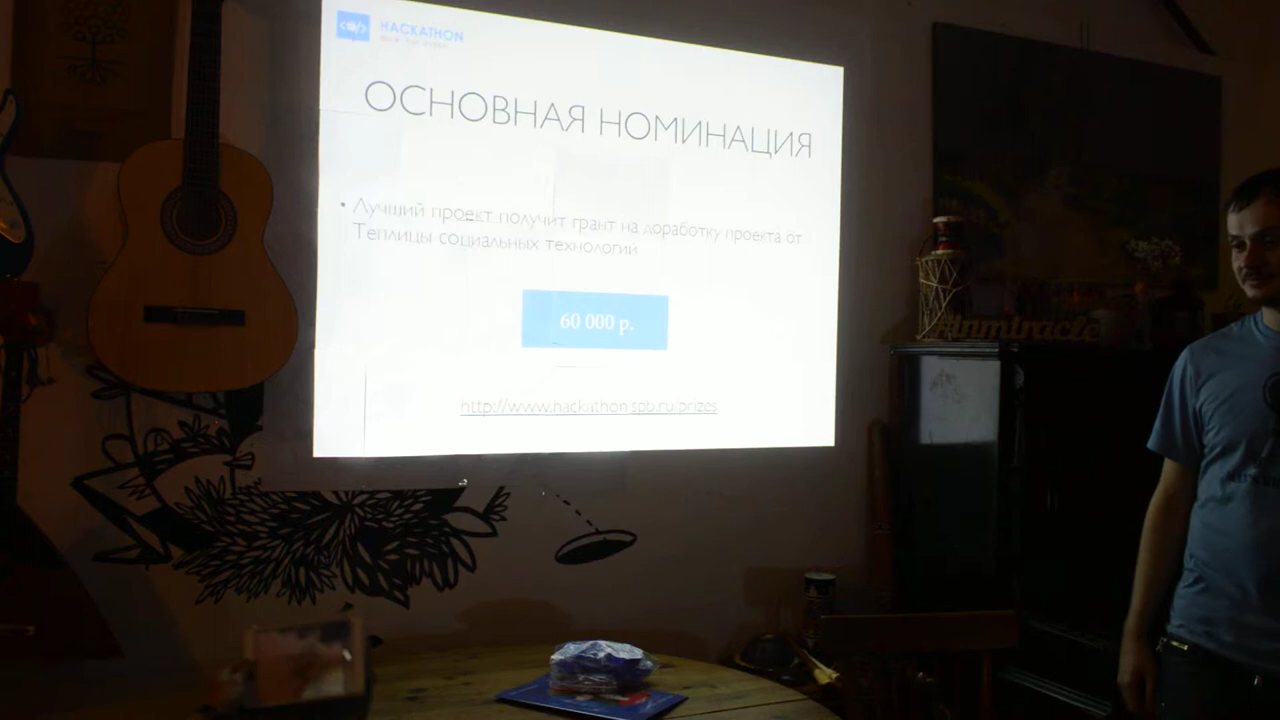 HACKATHON
ОСНОВНАЯ НОМИНАЦИЯ
• Лучший проект получит грант на доработку проекта от
Теплицы социальных технологий
60 000 р.
http://www.hackathon.spb.ru/prizes
#Inmiracle